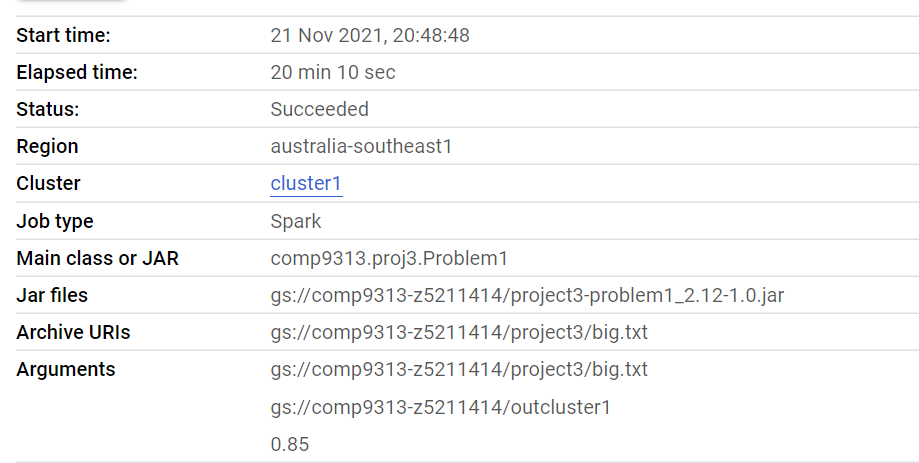 Start time: 21 Nov 2021, 20:48:48
Elapsed time: 20 min 10 sec
Status: Succeeded
Region australia-southeast1
Cluster cluster1
Job type Spark
Main class or JAR comp9313.proj3.Problem1
Jar files gs://comp9313-z5211414/project3-problem1_2.12-1.0.jar
Archive URIs gs://comp9313-z5211414/project3/big.txt
Arguments gs://comp9313-z5211414/project3/big.txt
gs://comp9313-z5211414/outcluster1
0.85